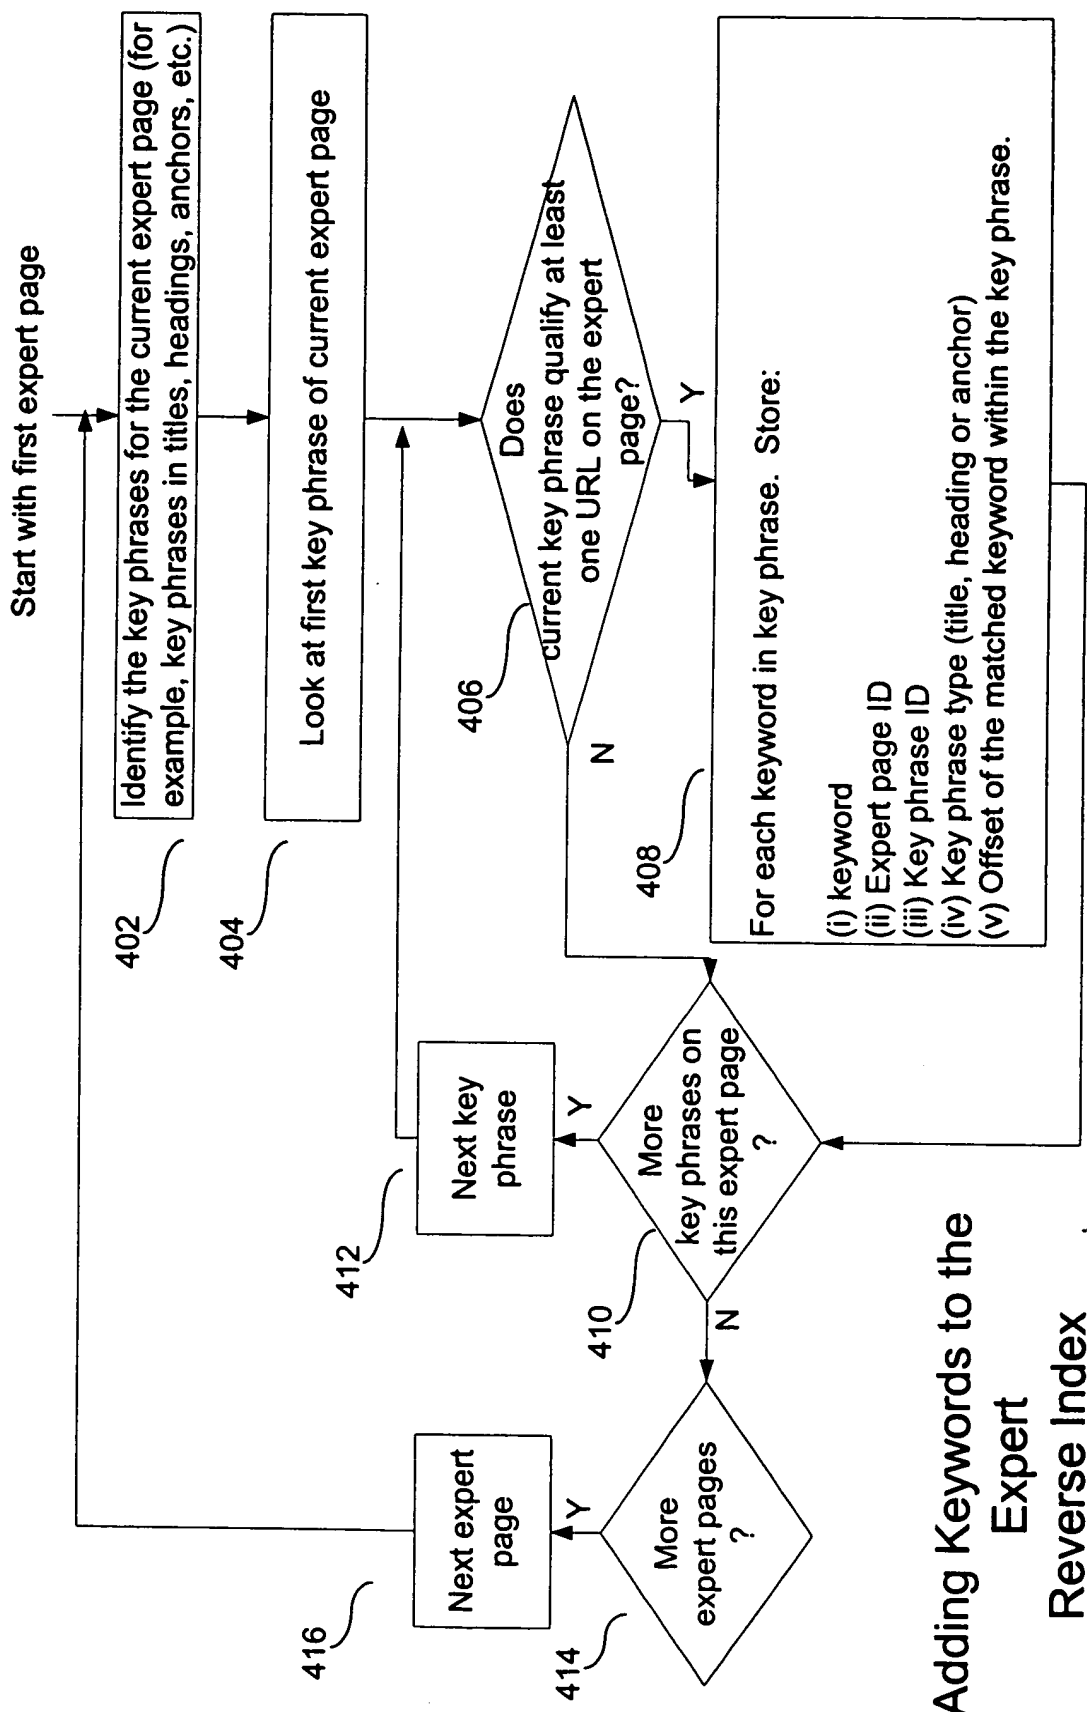 Start with first expert page
Identify the key phrases for the current expert page (for
example, key phrases in titles, headings, anchors, etc.)
402
Look at first key phrase of current expert page
404
Does
current key phrase qualify at least
one URL on the expert
page?
406
N
Y
For each keyword in key phrase. Store:
(i) keyword
(ii) Expert page ID
(iii) Key phrase ID
(iv) Key phrase type (title, heading or anchor)
(v) Offset of the matched keyword within the key phrase.
408
More
key phrases on
this expert page
?
410
Y
N
Next key
phrase
412
More
expert pages
?
414
Y
Next expert
page
416
Adding Keywords to the
Expert
Reverse Index